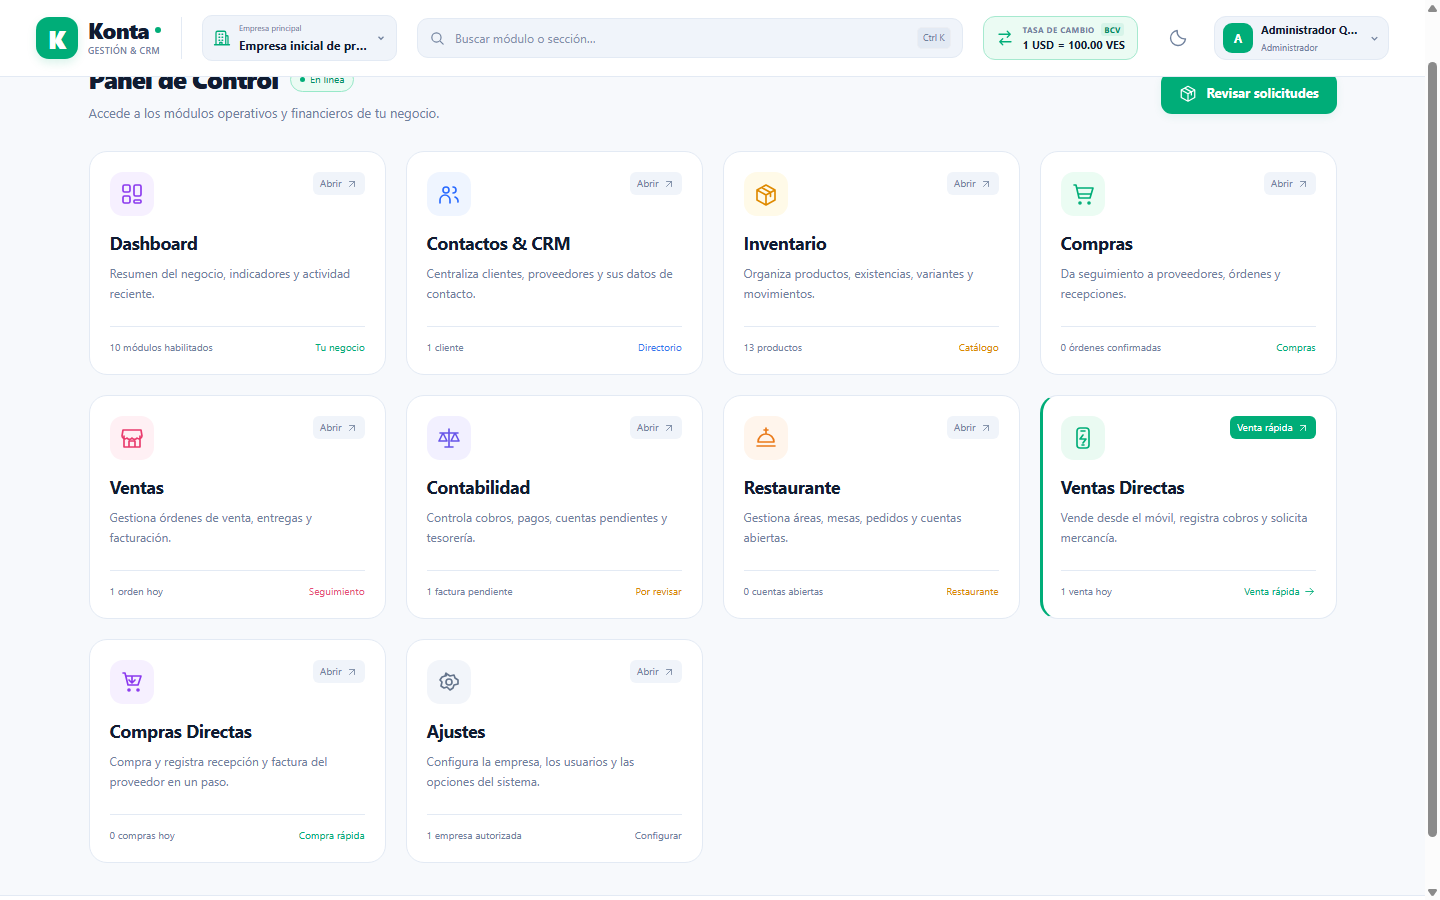 K
Konta
GESTIÓN & CRM
Empresa principal
Empresa inicial de pr...
Buscar módulo o sección...
Ctrl K
TASA DE CAMBIO BCV
1 USD = 100.00 VES
A
Administrador Q...
Administrador
Panel de Control
En línea
Accede a los módulos operativos y financieros de tu negocio.
Revisar solicitudes
Abrir
Dashboard
Resumen del negocio, indicadores y actividad
reciente.
10 módulos habilitados
Tu negocio
Abrir
Contactos & CRM
Centraliza clientes, proveedores y sus datos de
contacto.
1 cliente
Directorio
Abrir
Inventario
Organiza productos, existencias, variantes y
movimientos.
13 productos
Catálogo
Abrir
Compras
Da seguimiento a proveedores, órdenes y
recepciones.
0 órdenes confirmadas
Compras
Abrir
Ventas
Gestiona órdenes de venta, entregas y
facturación.
1 orden hoy
Seguimiento
Abrir
Contabilidad
Controla cobros, pagos, cuentas pendientes y
tesorería.
1 factura pendiente
Por revisar
Abrir
Restaurante
Gestiona áreas, mesas, pedidos y cuentas
abiertas.
0 cuentas abiertas
Restaurante
Venta rápida
Ventas Directas
Vende desde el móvil, registra cobros y solicita
mercancía.
1 venta hoy
Venta rápida →
Abrir
Compras Directas
Compra y registra recepción y factura del
proveedor en un paso.
0 compras hoy
Compra rápida
Abrir
Ajustes
Configura la empresa, los usuarios y las
opciones del sistema.
1 empresa autorizada
Configurar